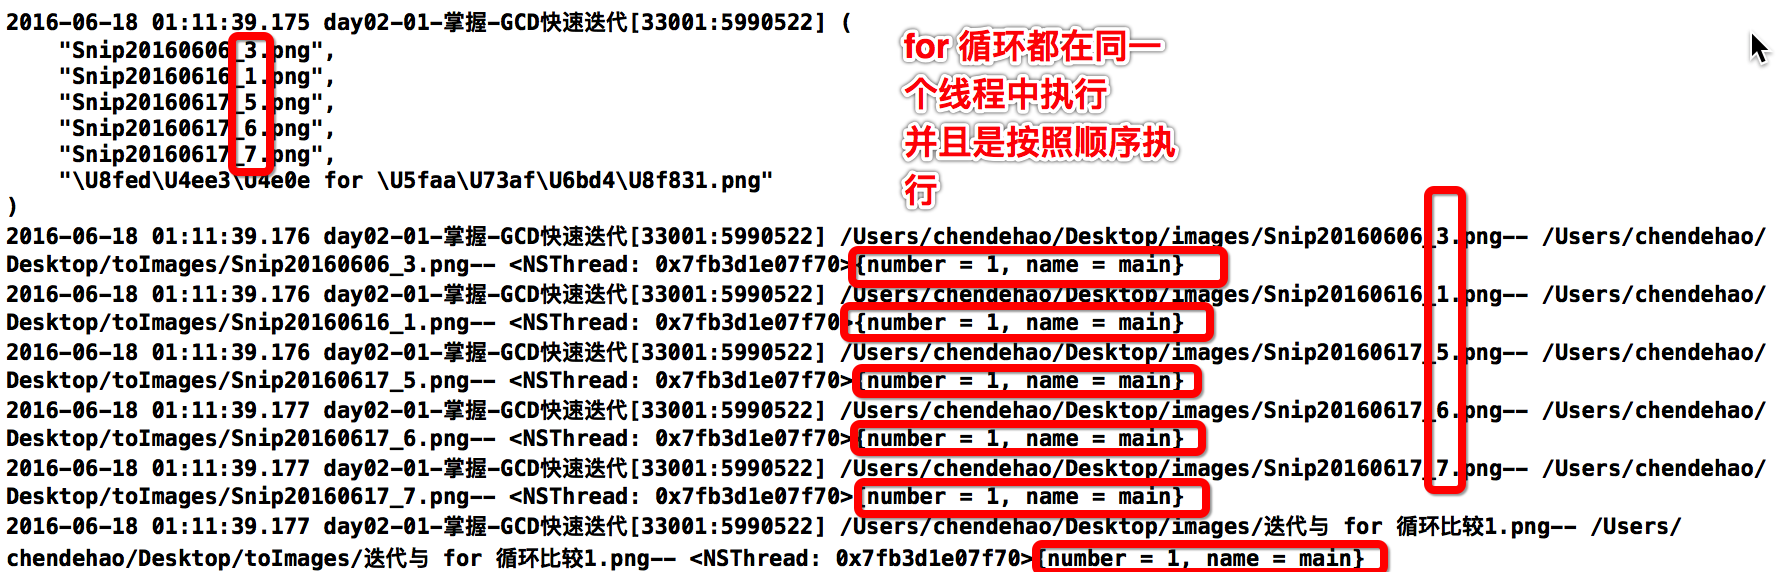 2016-06-18 01:11:39.175 day02-01-掌握-GCD快速迭代[33001:5990522] (
"Snip20160606_3.png",
"Snip20160616_1.png",
"Snip20160617_5.png",
"Snip20160617_6.png",
"Snip20160617_7.png",
"\U8fed\U4ee3\U4e0e for \U5faa\U73af\U6bd4\U8f831.png"
)
for 循环都在同一
个线程中执行
并且是按照顺序执
行
2016-06-18 01:11:39.176 day02-01-掌握-GCD快速迭代[33001:5990522] /Users/chendehao/Desktop/images/Snip20160606_3.png-- /Users/chendehao/
Desktop/toImages/Snip20160606_3.png-- <NSThread: 0x7fb3d1e07f70>{number = 1, name = main}
2016-06-18 01:11:39.176 day02-01-掌握-GCD快速迭代[33001:5990522] /Users/chendehao/Desktop/images/Snip20160616_1.png-- /Users/chendehao/
Desktop/toImages/Snip20160616_1.png-- <NSThread: 0x7fb3d1e07f70>{number = 1, name = main}
2016-06-18 01:11:39.176 day02-01-掌握-GCD快速迭代[33001:5990522] /Users/chendehao/Desktop/images/Snip20160617_5.png-- /Users/chendehao/
Desktop/toImages/Snip20160617_5.png-- <NSThread: 0x7fb3d1e07f70>{number = 1, name = main}
2016-06-18 01:11:39.177 day02-01-掌握-GCD快速迭代[33001:5990522] /Users/chendehao/Desktop/images/Snip20160617_6.png-- /Users/chendehao/
Desktop/toImages/Snip20160617_6.png-- <NSThread: 0x7fb3d1e07f70>{number = 1, name = main}
2016-06-18 01:11:39.177 day02-01-掌握-GCD快速迭代[33001:5990522] /Users/chendehao/Desktop/images/Snip20160617_7.png-- /Users/chendehao/
Desktop/toImages/Snip20160617_7.png-- <NSThread: 0x7fb3d1e07f70>{number = 1, name = main}
2016-06-18 01:11:39.177 day02-01-掌握-GCD快速迭代[33001:5990522] /Users/chendehao/Desktop/images/迭代与 for 循环比较1.png-- /Users/
chendehao/Desktop/toImages/迭代与 for 循环比较1.png-- <NSThread: 0x7fb3d1e07f70>{number = 1, name = main}